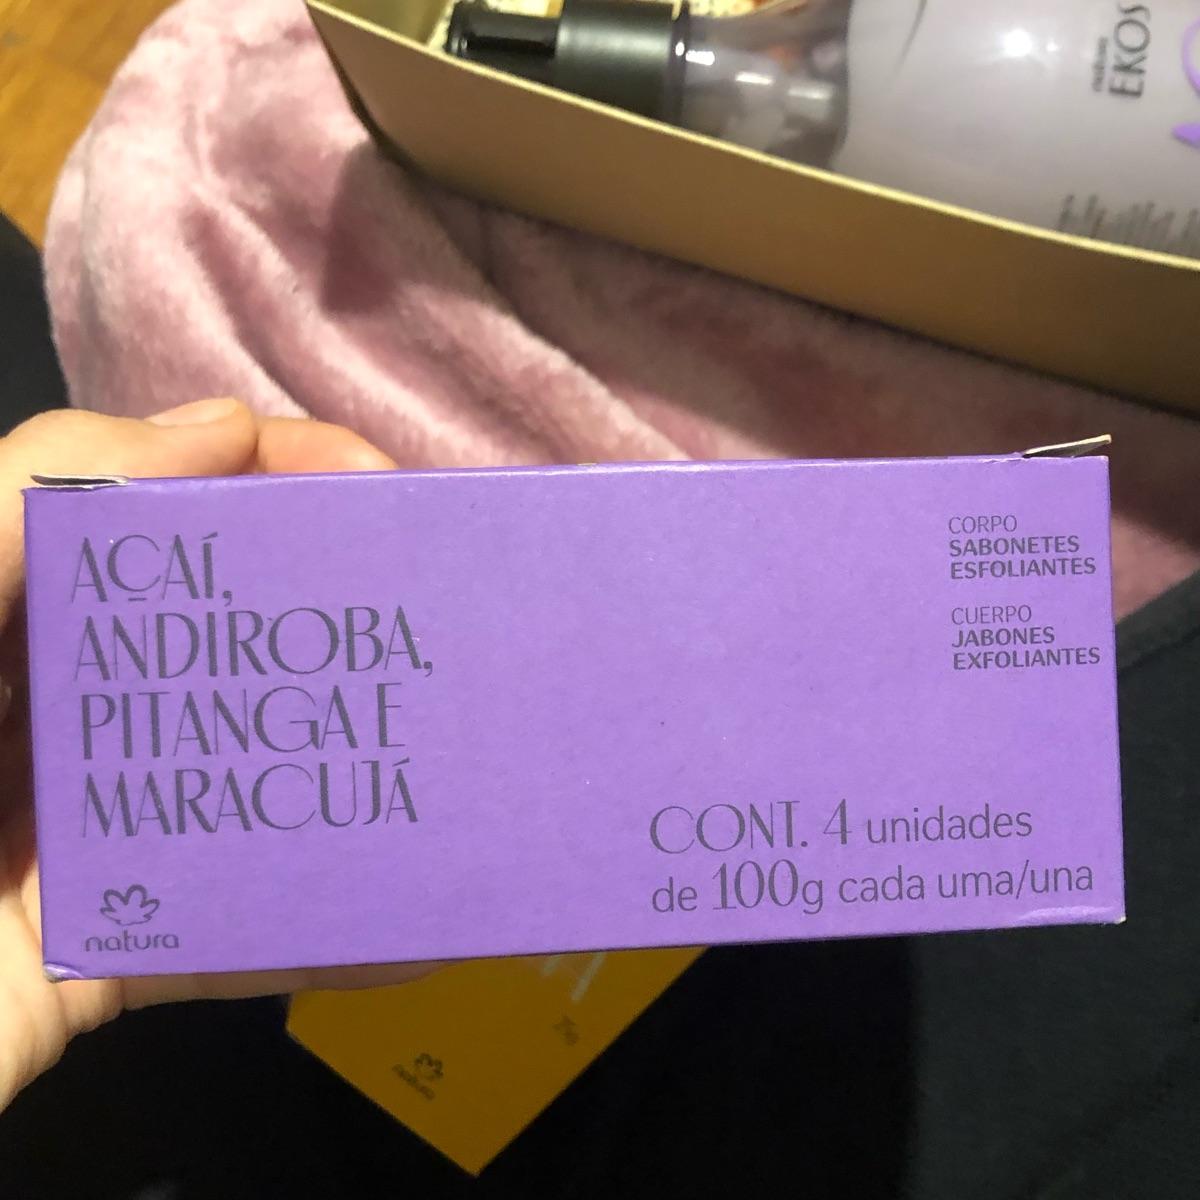 natura
EKOS
AÇAÍ,
ANDIROBA,
PITANGA E
MARACUJÁ
natura
CORPO
SABONETES
ESFOLIANTES
CUERPO
JABONES
EXFOLIANTES
CONT. 4 unidades
de 100g cada uma/una
natura